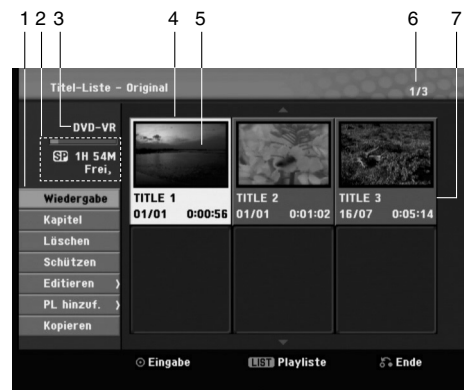 1 2 3 4 5 6 7
Titel-Liste – Original 1/3
DVD-VR
SP 1H 54M
Frei,
Wiedergabe
Kapitel
Löschen
Schützen
Editieren 〉
PL hinzuf. 〉
Kopieren
TITLE 1
01/01 0:00:56
TITLE 2
01/01 0:01:02
TITLE 3
16/07 0:05:14
Eingabe LIST Playliste Ende